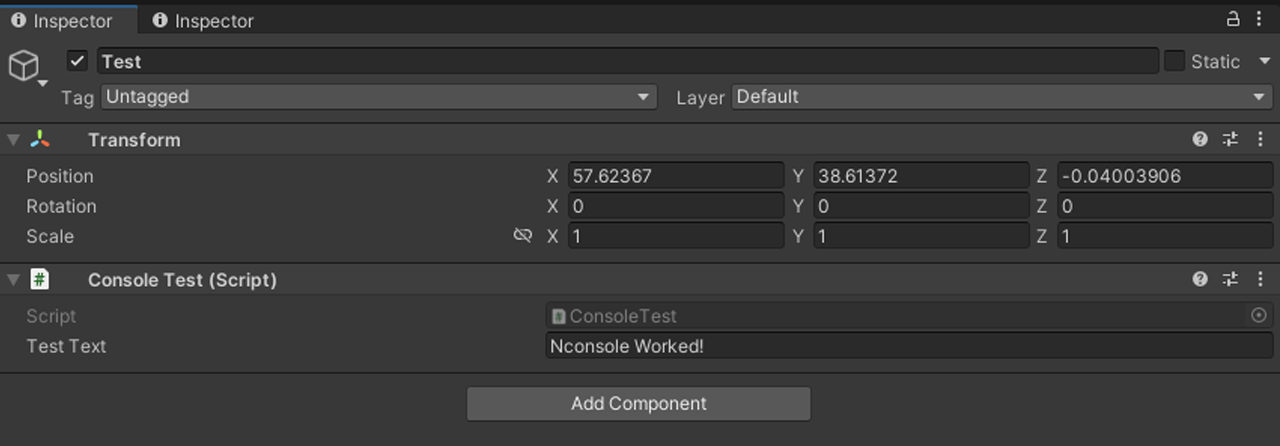 Inspector Inspector
Test Static
Tag Untagged Layer Default
Transform
Position X 57.62367 Y 38.61372 Z -0.04003906
Rotation X 0 Y 0 Z 0
Scale X 1 Y 1 Z 1
# Console Test (Script)
Script ConsoleTest
Test Text Nconsole Worked!
Add Component